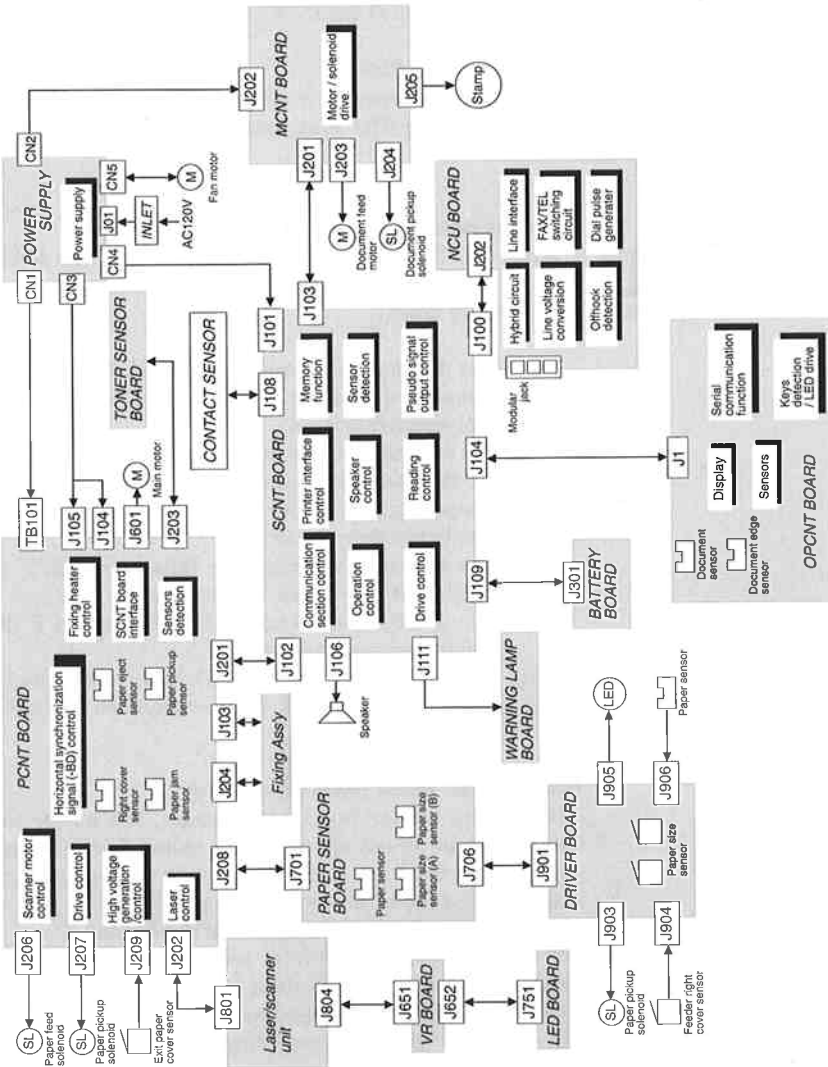 PCNT BOARD
Scanner motor
control
Drive control
High voltage
generation
/control
Laser
control
Horizontal synchronization
signal (-BD) control
Right cover
sensor
Paper jam
sensor
Paper eject
sensor
Paper pickup
sensor
Fixing heater
control
SCNT board
interface
Sensors
detection
J206
J207
J209
J202
SL
Paper feed
solenoid
SL
Paper pickup
solenoid
Exit paper
cover sensor
J208
J204
J103
J201
TB101
J105
J104
J601
J203
M
Main motor
Fixing Ass'y
TONER SENSOR
BOARD
POWER
SUPPLY
Power supply
CN1
CN3
CN2
CN4
J01
CN5
INLET
AC120V
M
Fan motor
J801
Laser/scanner
unit
J804
J651
VR BOARD
J652
J751
LED BOARD
J701
PAPER SENSOR
BOARD
Paper sensor
Paper size
sensor (A)
Paper size
sensor (B)
J706
J901
DRIVER BOARD
Paper size
sensor
J903
J904
J905
J906
SL
Paper pickup
solenoid
Feeder right
cover sensor
LED
Paper sensor
CONTACT SENSOR
J108
J101
J102
J106
J111
J109
J104
J100
J103
SCNT BOARD
Communication
section control
Printer interface
control
Memory
function
Operation
control
Speaker
control
Sensor
detection
Drive control
Reading
control
Pseudo signal
output control
Speaker
WARNING LAMP
BOARD
J301
BATTERY
BOARD
J202
MCNT BOARD
Motor / solenoid
drive
J201
J203
J204
J205
M
Document feed
motor
SL
Document pickup
solenoid
Stamp
NCU BOARD
J202
Hybrid circuit
Line interface
Line voltage
conversion
FAX/TEL
switching
circuit
Offhook
detection
Dial pulse
generater
Modular
jack
J1
Document
sensor
Document edge
sensor
Display
Sensors
Serial
communication
function
Keys
detection
/ LED drive
OPCNT BOARD